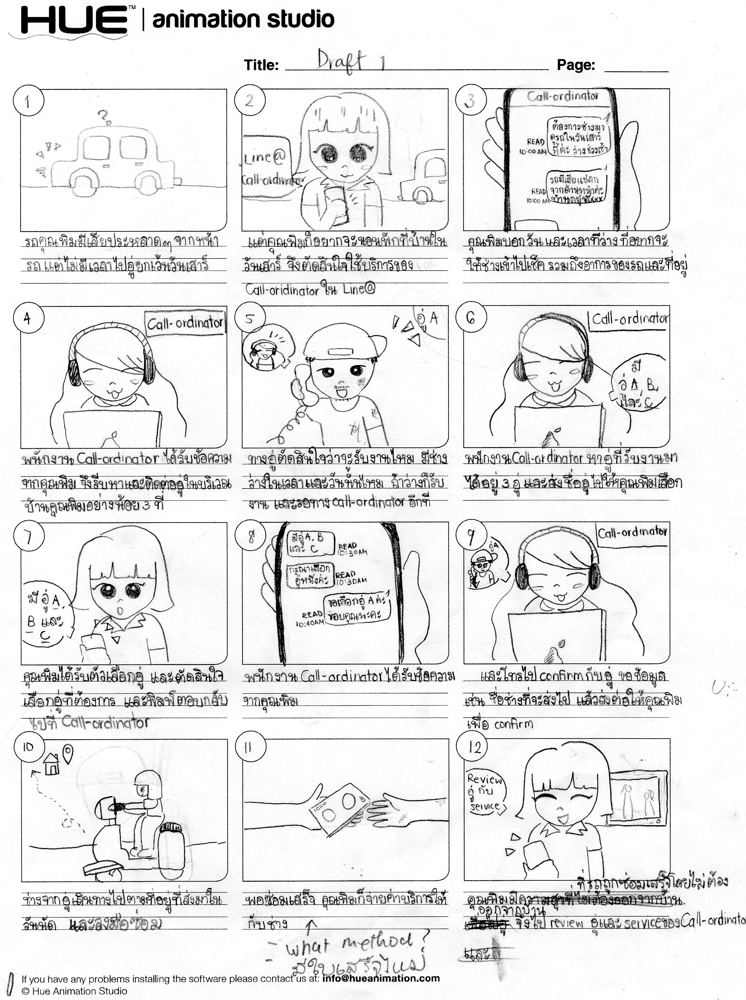 HUE™ | animation studio
Title: Draft 1 Page:
1
?
รถคุณพิมมีเสียประหลาดๆ จากหน้า
รถ แต่ไม่มีเวลาไปอู่ยกเว้นวันเสาร์
2
Line@
Call-ordinator
แต่คุณพิมก็อยากจะนอนพักที่บ้านใน
วันเสาร์ จึงตัดสินใจใช้บริการของ
Call-oridinator ใน Line@
3
Call-ordinator
ต้องการช่างมา
ดูรถในวันเสาร์
นี้ค่ะ ว่างช่วงเช้า
READ
10:00 AM
รถมีเสียแปลก
จากด้านหน้าค่ะ
บ้านอยู่ที่xxx
READ
10:00 AM
คุณพิมบอกวัน และเวลาที่ว่าง ที่อยากจะ
ให้ช่างเข้าไปเช็ค รวมถึงอาการของรถและที่อยู่
4
Call-ordinator
พนักงาน Call-ordinator ได้รับข้อความ
จากคุณพิม จึงรีบหาและติดต่ออู่ในบริเวณ
บ้านคุณพิมอย่างน้อย 3 ที่
5
อู่ A
ทางอู่ตัดสินใจว่าจะรับงานไหม มีช่าง
ว่างในเวลาและวันนั้นไหม ถ้าว่างก็รับ
งาน และรอทาง call-ordinator อีกที
6
Call-ordinator
มี
อู่ A, B,
และ C
พนักงาน Call-ordinator หาอู่ที่รับงานมา
ได้อยู่ 3 อู่ และส่งชื่ออู่ไปให้คุณพิมเลือก
7
มีอู่ A,
B และ
C
คุณพิมได้รับตัวเลือกอู่ และตัดสินใจ
เลือกอู่ที่ต้องการ และพิมพ์ตอบกลับ
ไปที่ Call-ordinator
8
มีอู่ A, B
และ C
READ
10:30AM
กรุณาเลือก
อู่หนึ่งค่ะ
READ
10:30AM
ขอเลือกอู่ A ค่ะ
ขอบคุณนะคะ
READ
10:40AM
พนักงาน Call-ordinator ได้รับข้อความ
จากคุณพิม
9
Call-ordinator
อู่A
และโทรไป confirm กับอู่ ขอข้อมูล
เช่น ชื่อช่างที่จะส่งไป แล้วส่งต่อให้คุณพิม
เพื่อ confirm
10
ช่างจากอู่เดินทางไปตามที่อยู่ที่ส่งมาใน
วันนัด และลงมือซ่อม
11
1000
B
พอซ่อมเสร็จ คุณพิมก็จ่ายค่าบริการให้
กับช่าง
- what method?
- มีใบเสร็จไหม
12
Review
อู่ กับ
service
ที่รถถูกซ่อมเสร็จโดยไม่ต้อง
คุณพิมมีความสุขที่ไม่ต้องออกจากบ้าน
ออกจากบ้าน
เพื่อไปอู่ จึงไป review อู่และ serviceของCall-ordinator
และ
If you have any problems installing the software please contact us at: info@hueanimation.com
© Hue Animation Studio